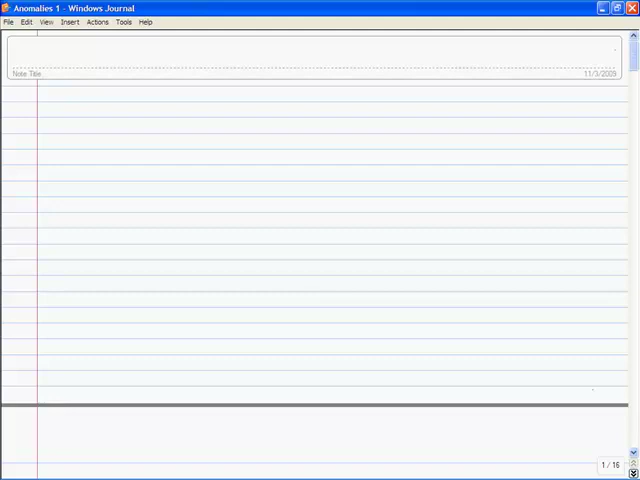 Anomalies 1 - Windows Journal
File Edit View Insert Actions Tools Help
Note Title
11/3/2009
1 / 16